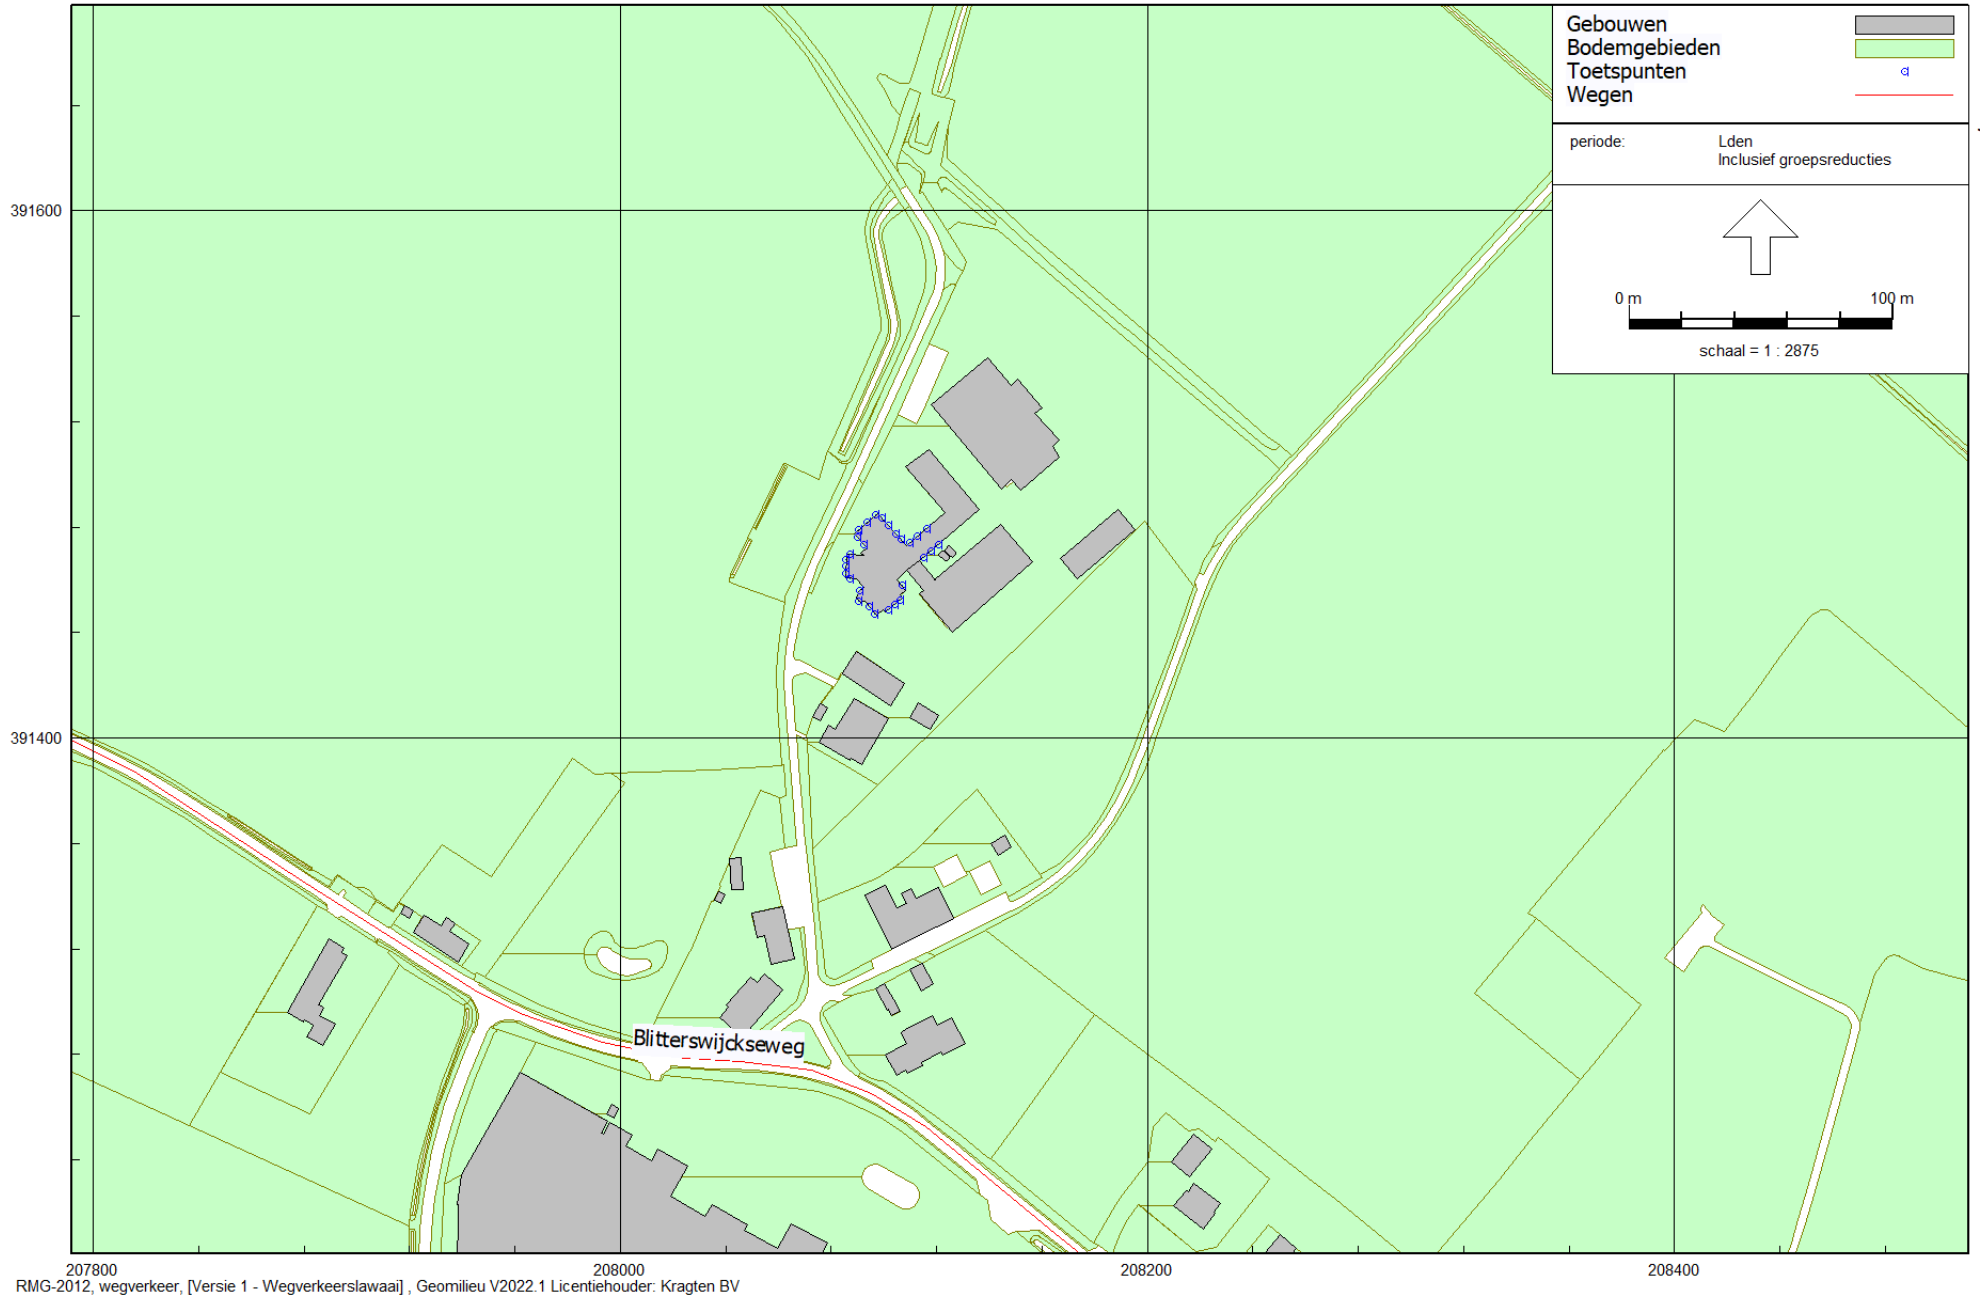 Gebouwen
Bodemgebieden
Toetspunten
Wegen
periode: Lden
Inclusief groepsreducties
0 m 100 m
schaal = 1 : 2875
391600
391400
Blitterswijckseweg
207800 208000 208200 208400
RMG-2012, wegverkeer, [Versie 1 - Wegverkeerslawaai] , Geomilieu V2022.1 Licentiehouder: Kragten BV